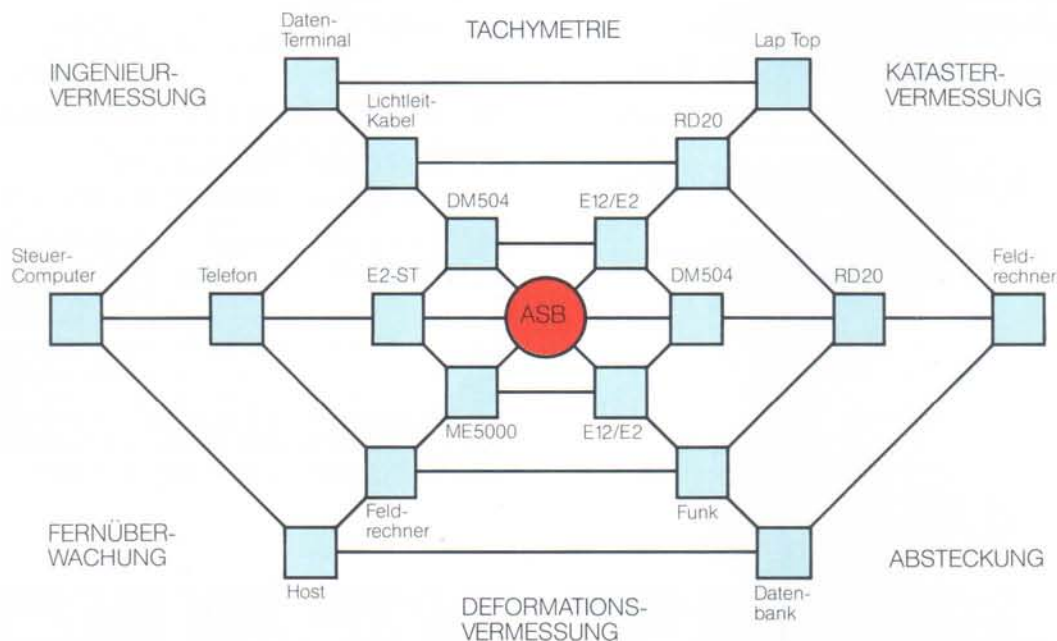 Daten-
Terminal
TACHYMETRIE
Lap Top
INGENIEUR-
VERMESSUNG
KATASTER-
VERMESSUNG
Lichtleit-
Kabel
RD20
DM504
E12/E2
Steuer-
Computer
Telefon
E2-ST
ASB
DM504
RD20
Feld-
rechner
ME5000
E12/E2
Feld-
rechner
Funk
FERNÜBER-
WACHUNG
ABSTECKUNG
Host
Daten-
bank
DEFORMATIONS-
VERMESSUNG